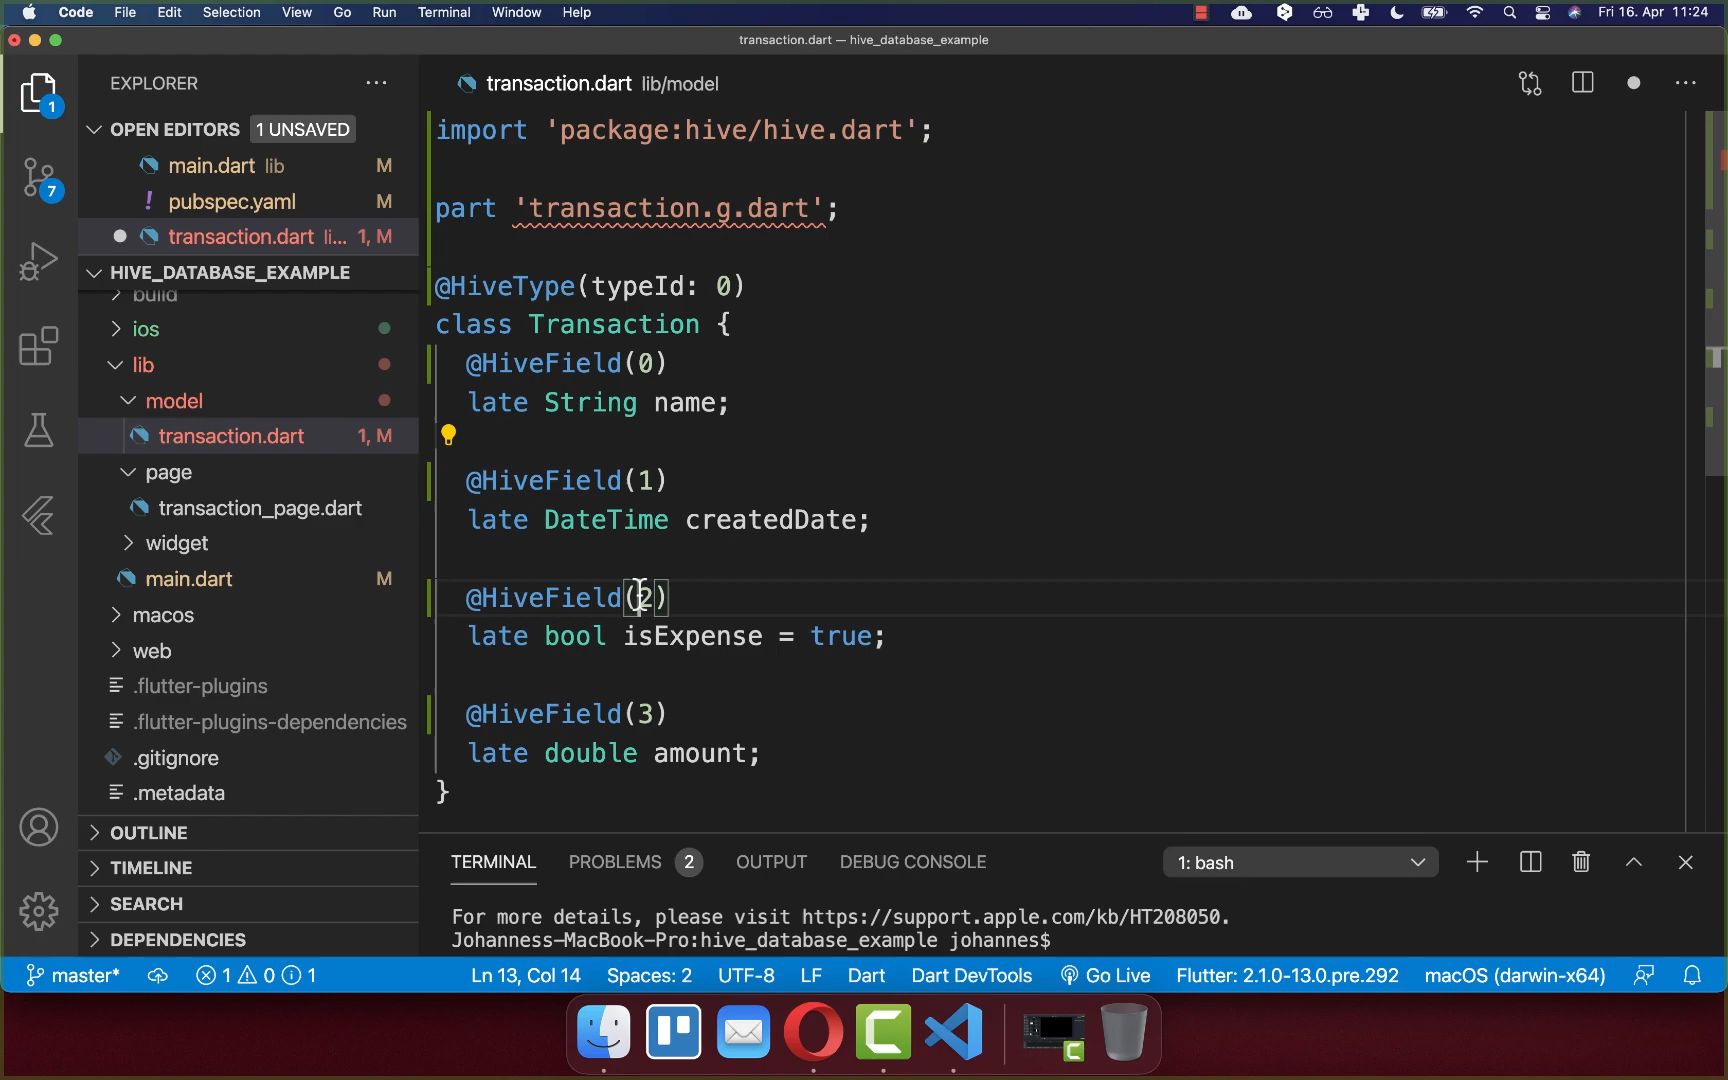 Code File Edit Selection View Go Run Terminal Window Help Fri 16. Apr 11:24
transaction.dart — hive_database_example
EXPLORER
1
OPEN EDITORS 1 UNSAVED
main.dart lib M
! pubspec.yaml M
transaction.dart li... 1, M
7
HIVE_DATABASE_EXAMPLE
build
ios
lib
model
transaction.dart 1, M
page
transaction_page.dart
widget
main.dart M
macos
web
.flutter-plugins
.flutter-plugins-dependencies
.gitignore
.metadata
OUTLINE
TIMELINE
SEARCH
DEPENDENCIES
transaction.dart lib/model
import 'package:hive/hive.dart';
part 'transaction.g.dart';
@HiveType(typeId: 0)
class Transaction {
@HiveField(0)
late String name;
@HiveField(1)
late DateTime createdDate;
@HiveField(2)
late bool isExpense = true;
@HiveField(3)
late double amount;
}
TERMINAL PROBLEMS 2 OUTPUT DEBUG CONSOLE 1: bash
For more details, please visit https://support.apple.com/kb/HT208050.
Johanness-MacBook-Pro:hive_database_example johannes$
master* 1 0 1 Ln 13, Col 14 Spaces: 2 UTF-8 LF Dart Dart DevTools Go Live Flutter: 2.1.0-13.0.pre.292 macOS (darwin-x64)